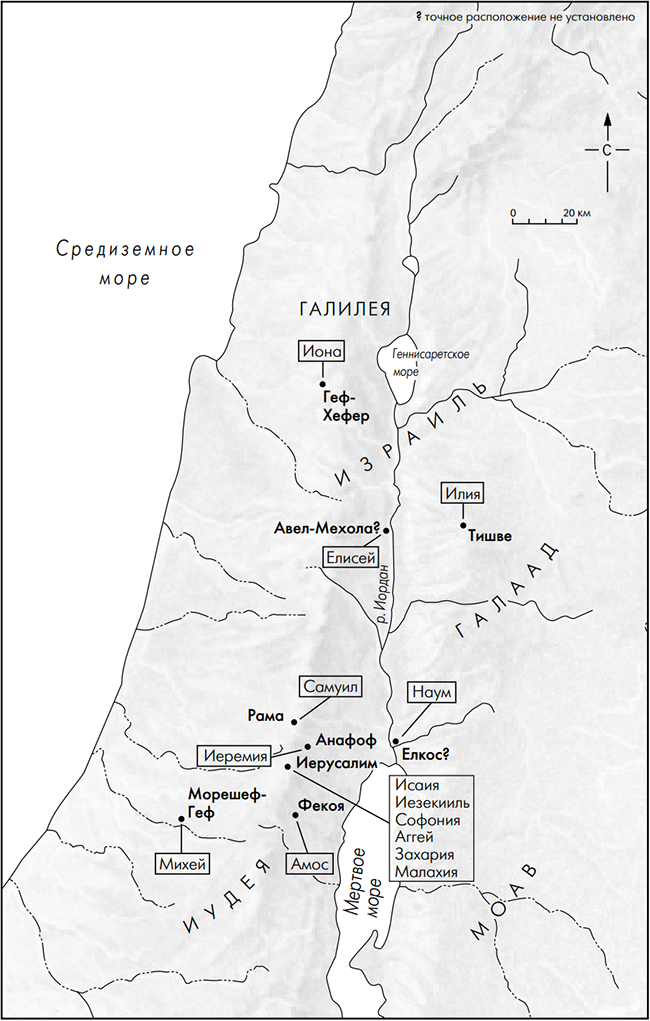 ? точное расположение не установлено
С
0 20 км
Средиземное
море
ГАЛИЛЕЯ
Иона
Геннисаретское
море
Геф-
Хефер
ИЗРАИЛЬ
Илия
Авел-Мехола?
Тишве
Елисей
р. Иордан
ГАЛААД
Самуил
Наум
Рама
Анафоф
Иеремия
Елкос?
Иерусалим
Исаия
Иезекииль
Софония
Аггей
Захария
Малахия
Морешеф-
Геф
Фекоя
Михей
Амос
ИУДЕЯ
Мертвое
море
МОАВ